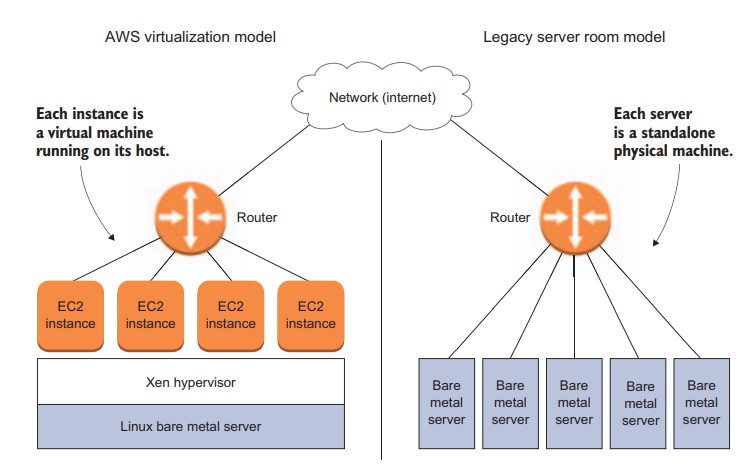 AWS virtualization model
Legacy server room model
Network (internet)
Each instance is
a virtual machine
running on its host.
Each server
is a standalone
physical machine.
Router
Router
EC2
instance
EC2
instance
EC2
instance
EC2
instance
Xen hypervisor
Linux bare metal server
Bare
metal
server
Bare
metal
server
Bare
metal
server
Bare
metal
server
Bare
metal
server